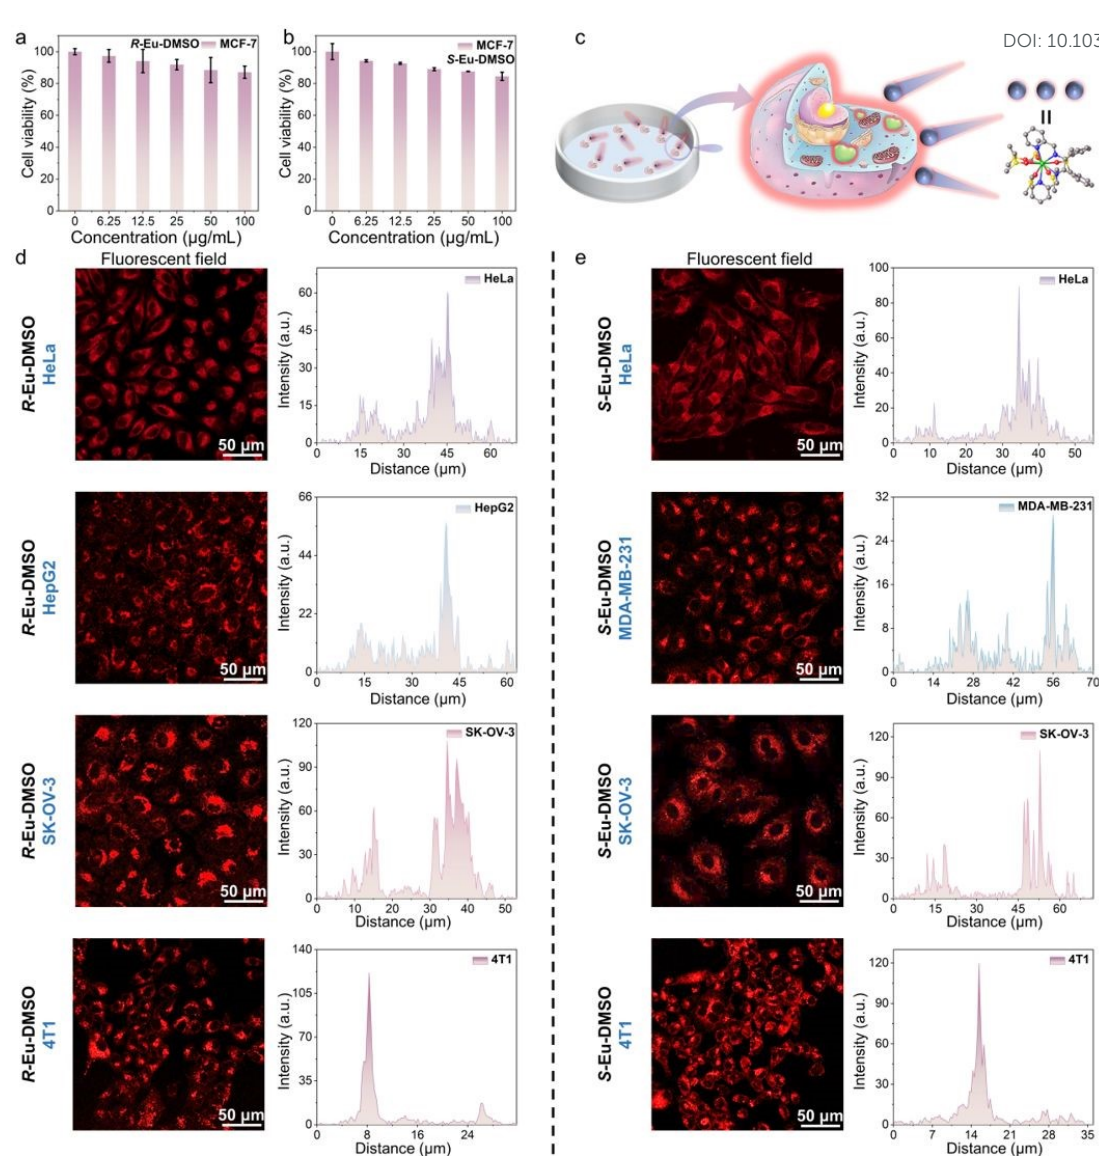 DOI: 10.103
a
R-Eu-DMSO MCF-7
Cell viability (%)
100
80
60
40
20
0
0 6.25 12.5 25 50 100
Concentration (µg/mL)
b
MCF-7
S-Eu-DMSO
Cell viability (%)
100
80
60
40
20
0
0 6.25 12.5 25 50 100
Concentration (µg/mL)
c
d
Fluorescent field
R-Eu-DMSO
HeLa
50 µm
HeLa
Intensity (a.u.)
60
45
30
15
0
0 15 30 45 60
Distance (µm)
R-Eu-DMSO
HepG2
50 µm
HepG2
Intensity (a.u.)
66
44
22
0
0 15 30 45 60
Distance (µm)
R-Eu-DMSO
SK-OV-3
50 µm
SK-OV-3
Intensity (a.u.)
120
90
60
30
0
0 10 20 30 40 50
Distance (µm)
R-Eu-DMSO
4T1
50 µm
4T1
Intensity (a.u.)
140
105
70
35
0
0 8 16 24
Distance (µm)
e
Fluorescent field
S-Eu-DMSO
HeLa
50 µm
HeLa
Intensity (a.u.)
100
80
60
40
20
0
0 10 20 30 40 50
Distance (µm)
S-Eu-DMSO
MDA-MB-231
50 µm
MDA-MB-231
Intensity (a.u.)
32
24
16
8
0
0 14 28 42 56 70
Distance (µm)
S-Eu-DMSO
SK-OV-3
50 µm
SK-OV-3
Intensity (a.u.)
120
90
60
30
0
0 15 30 45 60
Distance (µm)
S-Eu-DMSO
4T1
50 µm
4T1
Intensity (a.u.)
120
90
60
30
0
0 7 14 21 28 35
Distance (µm)